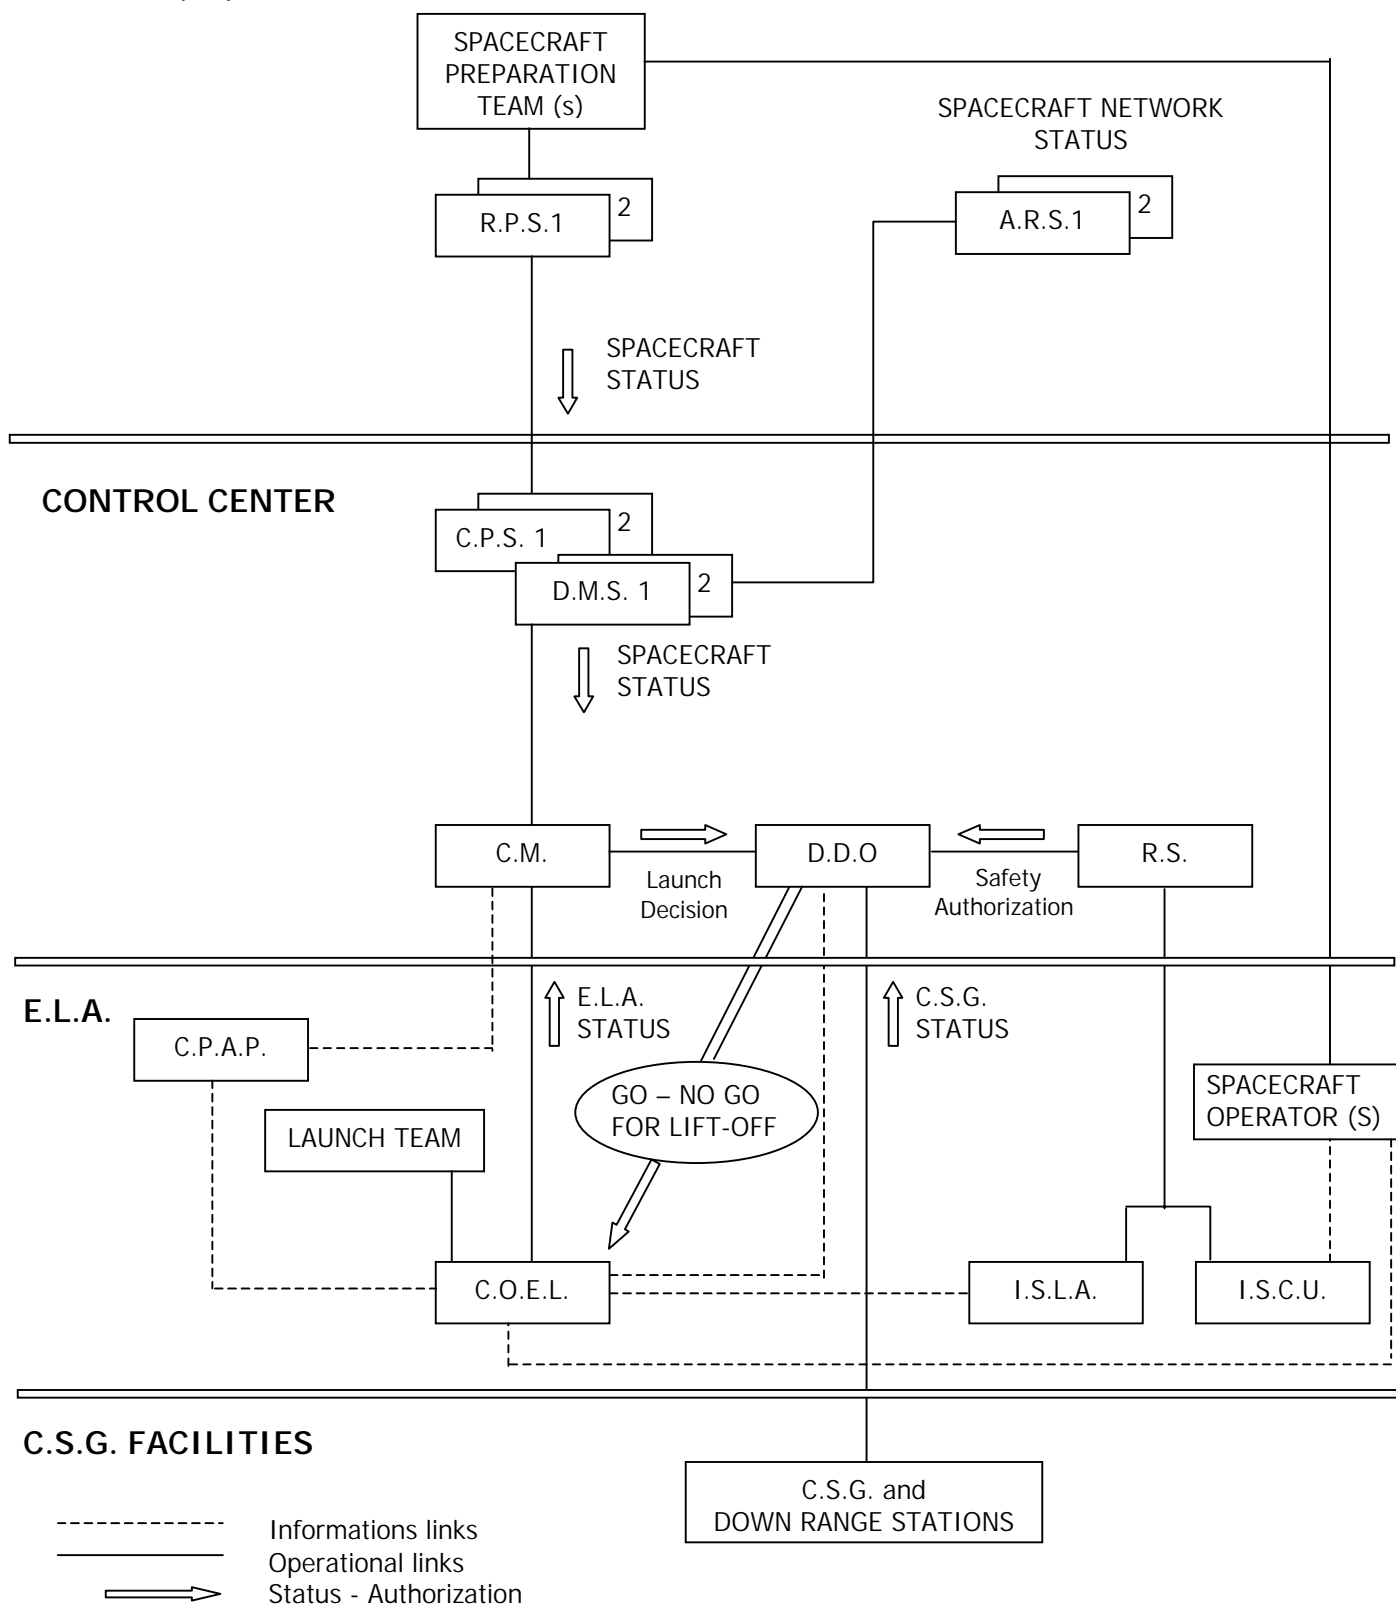 SPACECRAFT
PREPARATION
TEAM (s)
SPACECRAFT NETWORK
STATUS
R.P.S.1
2
A.R.S.1
2
SPACECRAFT
STATUS
CONTROL CENTER
C.P.S. 1
2
D.M.S. 1
2
SPACECRAFT
STATUS
C.M.
D.D.O
R.S.
Launch
Decision
Safety
Authorization
E.L.A.
E.L.A.
STATUS
C.S.G.
STATUS
C.P.A.P.
GO – NO GO
FOR LIFT-OFF
SPACECRAFT
OPERATOR (S)
LAUNCH TEAM
C.O.E.L.
I.S.L.A.
I.S.C.U.
C.S.G. FACILITIES
C.S.G. and
DOWN RANGE STATIONS
Informations links
Operational links
Status - Authorization